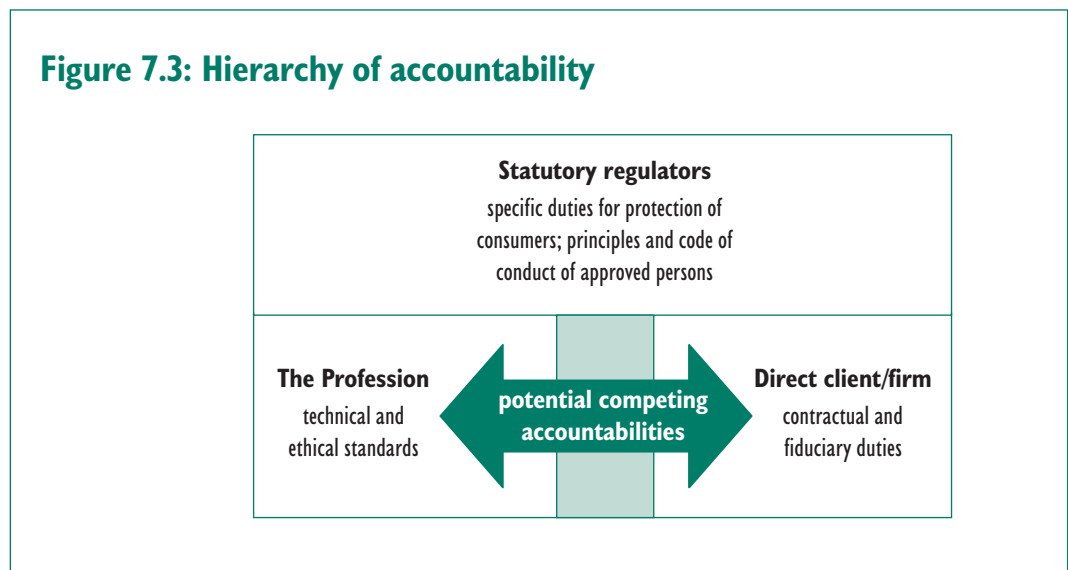 Figure 7.3: Hierarchy of accountability
Statutory regulators
specific duties for protection of
consumers; principles and code of
conduct of approved persons
The Profession
technical and
ethical standards
potential competing
accountabilities
Direct client/firm
contractual and
fiduciary duties